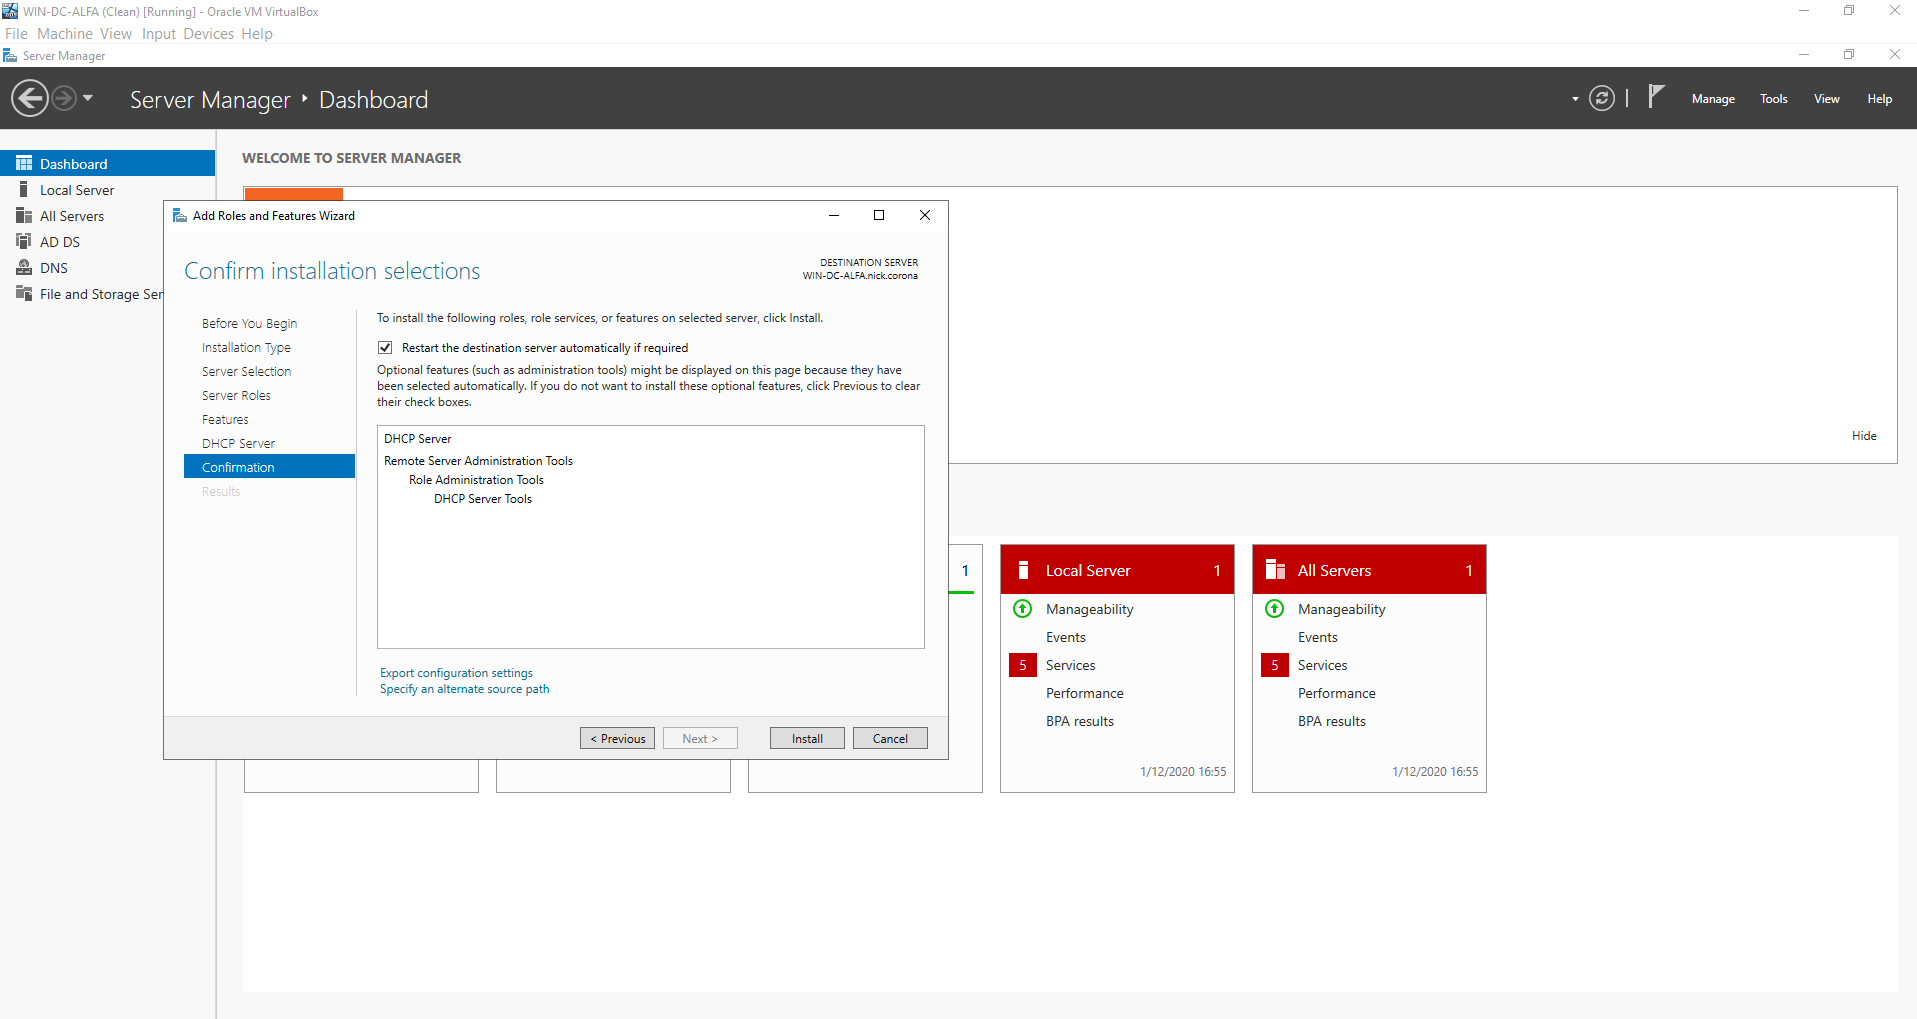 WIN-DC-ALFA (Clean) [Running] - Oracle VM VirtualBox
File Machine View Input Devices Help
Server Manager
Server Manager ‣ Dashboard
Manage Tools View Help
Dashboard
Local Server
All Servers
AD DS
DNS
File and Storage Ser
WELCOME TO SERVER MANAGER
Hide
Add Roles and Features Wizard
Confirm installation selections
DESTINATION SERVER
WIN-DC-ALFA.nick.corona
Before You Begin
Installation Type
Server Selection
Server Roles
Features
DHCP Server
Confirmation
Results
To install the following roles, role services, or features on selected server, click Install.
Restart the destination server automatically if required
Optional features (such as administration tools) might be displayed on this page because they have
been selected automatically. If you do not want to install these optional features, click Previous to clear
their check boxes.
DHCP Server
Remote Server Administration Tools
Role Administration Tools
DHCP Server Tools
Export configuration settings
Specify an alternate source path
< Previous
Next >
Install
Cancel
1
Local Server 1
Manageability
Events
5 Services
Performance
BPA results
1/12/2020 16:55
All Servers 1
Manageability
Events
5 Services
Performance
BPA results
1/12/2020 16:55